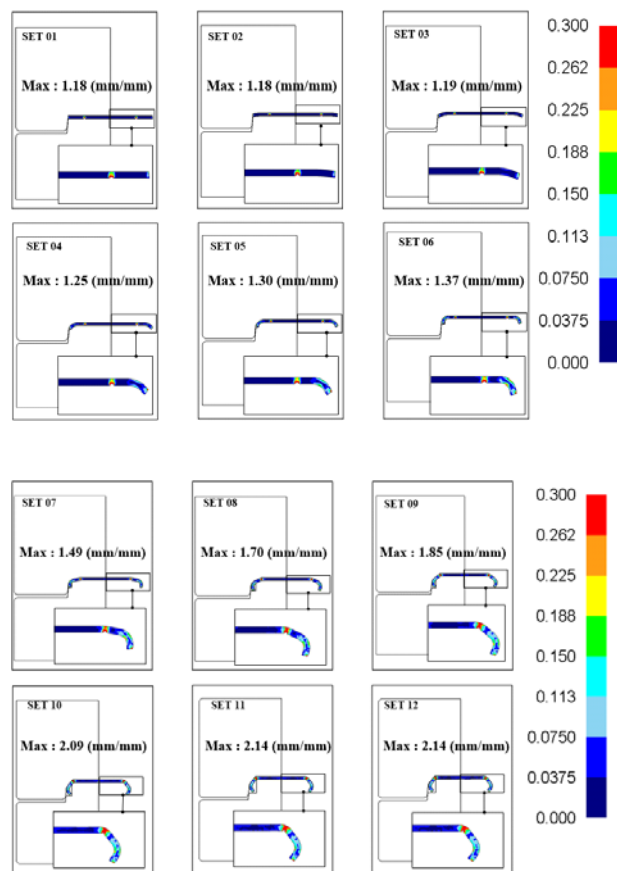 SET 01
Max : 1.18 (mm/mm)
SET 02
Max : 1.18 (mm/mm)
SET 03
Max : 1.19 (mm/mm)
SET 04
Max : 1.25 (mm/mm)
SET 05
Max : 1.30 (mm/mm)
SET 06
Max : 1.37 (mm/mm)
0.300
0.262
0.225
0.188
0.150
0.113
0.0750
0.0375
0.000
SET 07
Max : 1.49 (mm/mm)
SET 08
Max : 1.70 (mm/mm)
SET 09
Max : 1.85 (mm/mm)
SET 10
Max : 2.09 (mm/mm)
SET 11
Max : 2.14 (mm/mm)
SET 12
Max : 2.14 (mm/mm)
0.300
0.262
0.225
0.188
0.150
0.113
0.0750
0.0375
0.000